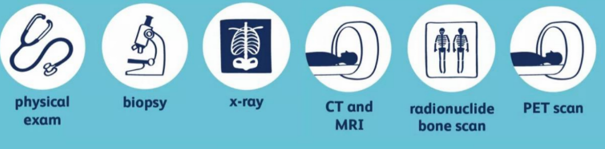 physical
exam
biopsy
x-ray
CT and
MRI
radionuclide
bone scan
PET scan